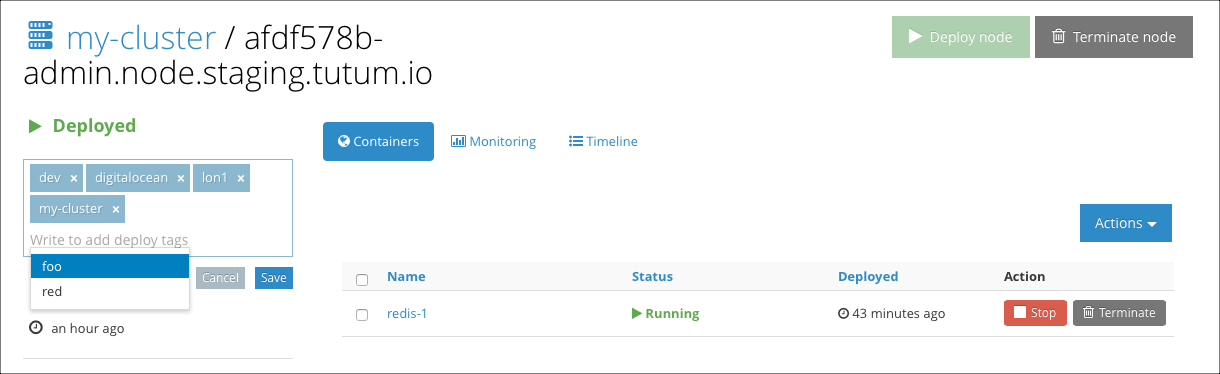 my-cluster / afdf578b-
admin.node.staging.tutum.io
Deploy node
Terminate node
Deployed
Containers
Monitoring
Timeline
dev × digitalocean × lon1 ×
my-cluster ×
Write to add deploy tags
foo
red
Cancel
Save
an hour ago
Actions
Name Status Deployed Action
redis-1 Running 43 minutes ago Stop Terminate